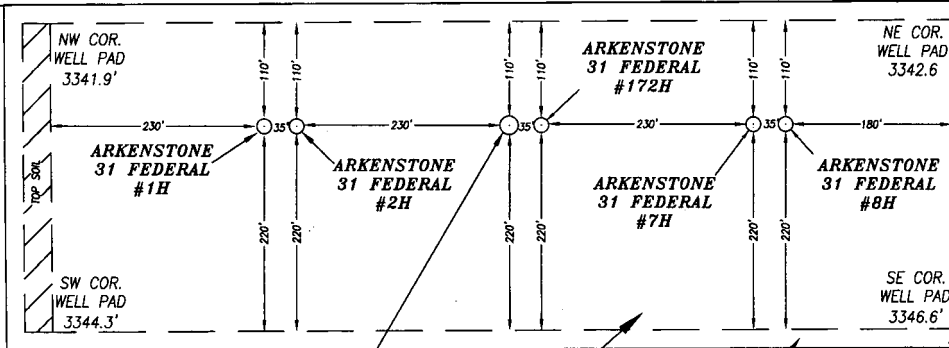 NW COR.
WELL PAD
3341.9'
NE COR.
WELL PAD
3342.6
ARKENSTONE
31 FEDERAL
#172H
110'
110'
110'
110'
110'
110'
230'
35'
230'
35'
230'
35'
180'
ARKENSTONE
31 FEDERAL
#1H
ARKENSTONE
31 FEDERAL
#2H
ARKENSTONE
31 FEDERAL
#7H
ARKENSTONE
31 FEDERAL
#8H
TOP SOIL
220'
220'
220'
220'
220'
220'
SW COR.
WELL PAD
3344.3'
SE COR.
WELL PAD
3346.6'